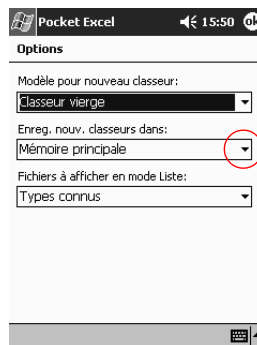 Pocket Excel 15:50 ok
Options
Modèle pour nouveau classeur:
Classeur vierge
Enreg. nouv. classeurs dans:
Mémoire principale
Fichiers à afficher en mode Liste:
Types connus